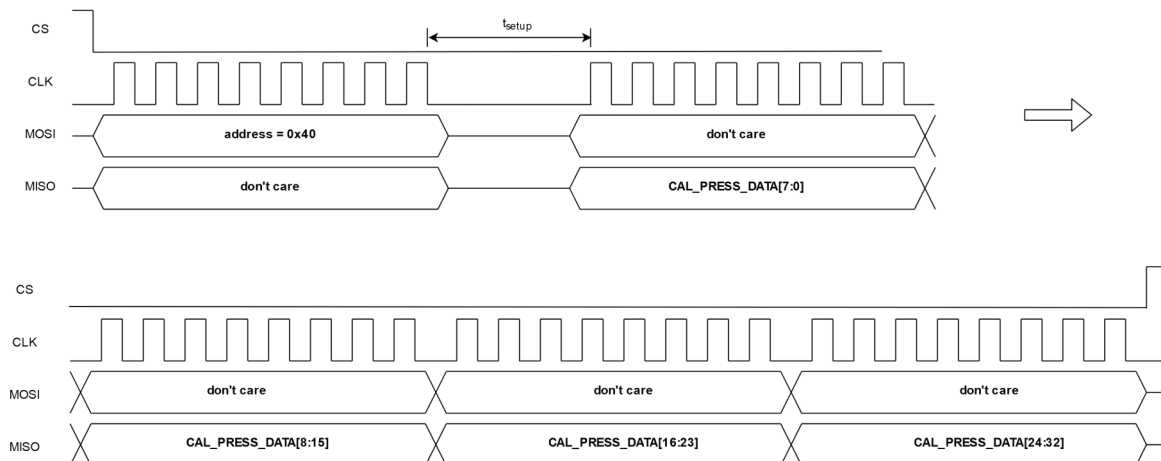 CS
t_setup
CLK
MOSI
address = 0x40
don't care
MISO
don't care
CAL_PRESS_DATA[7:0]
CS
CLK
MOSI
don't care
don't care
don't care
MISO
CAL_PRESS_DATA[8:15]
CAL_PRESS_DATA[16:23]
CAL_PRESS_DATA[24:32]